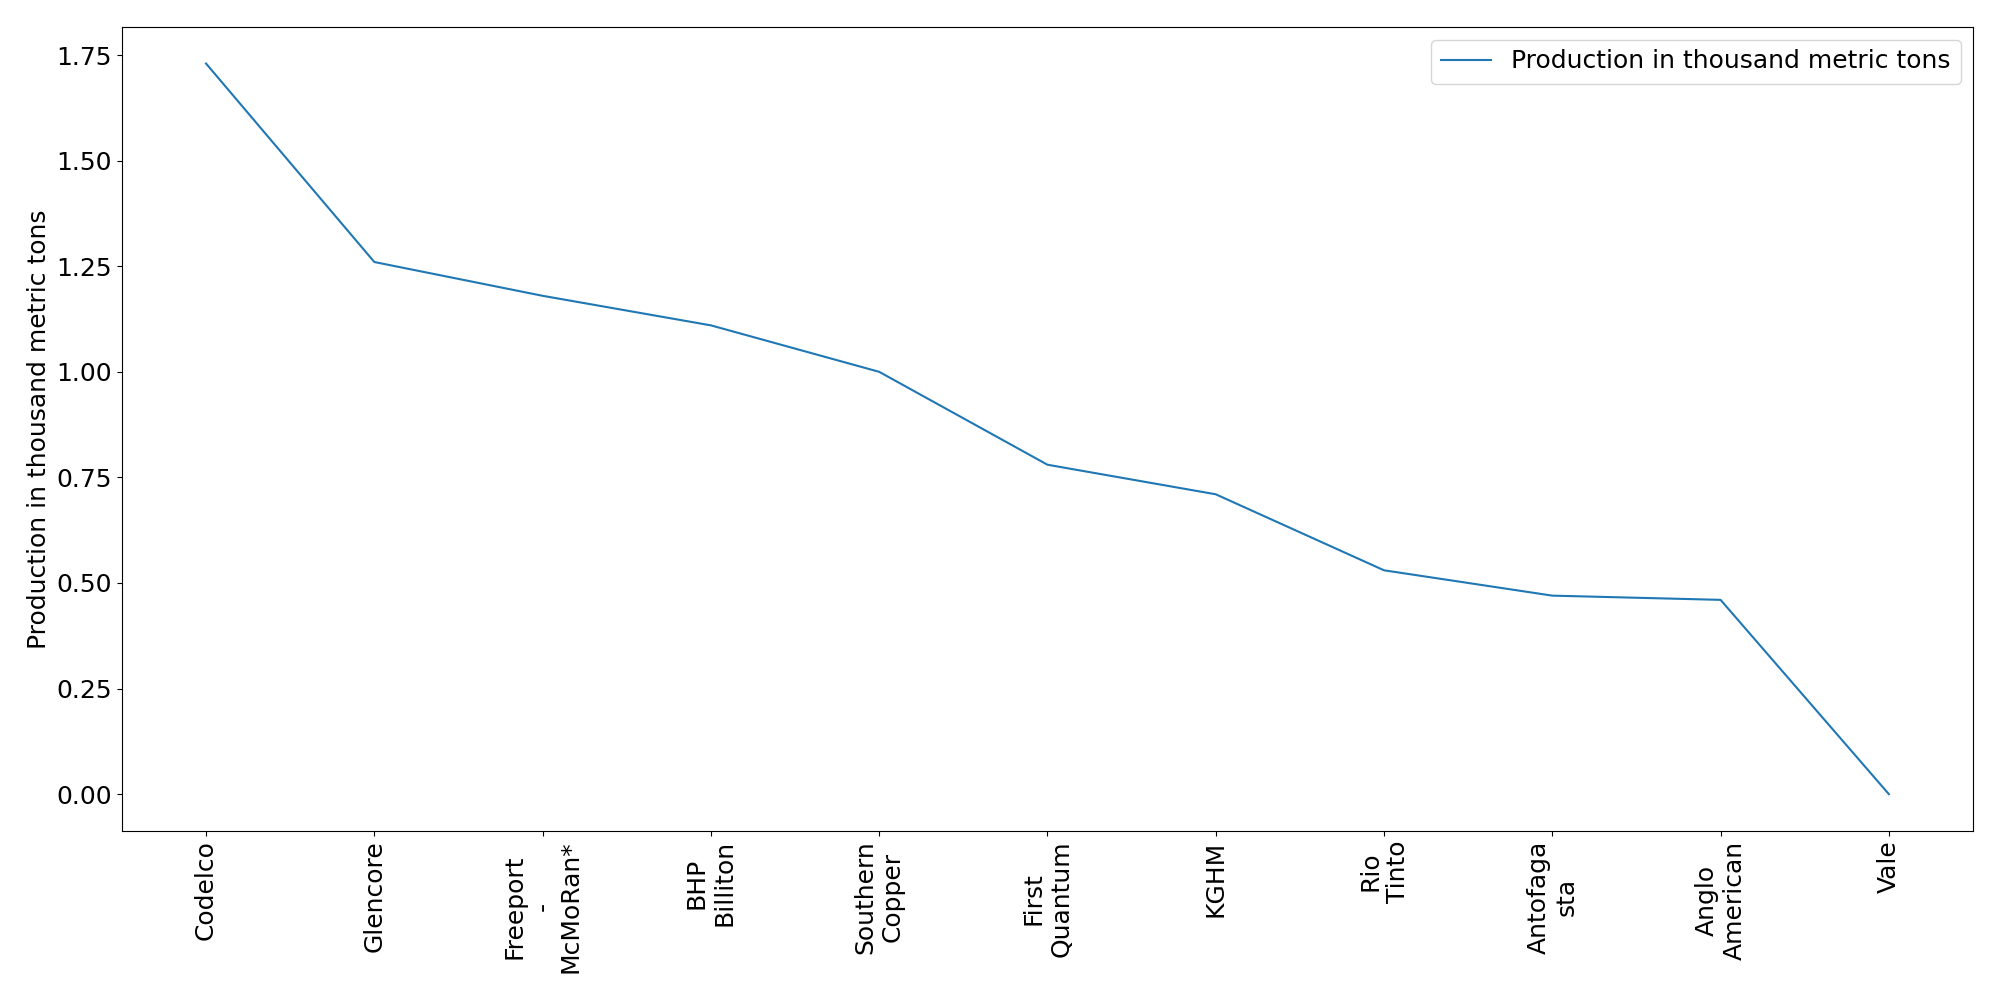 Production in thousand metric tons
1.75
1.50
1.25
1.00
0.75
0.50
0.25
0.00
Production in thousand metric tons
Codelco
Glencore
Freeport
-
McMoRan*
BHP
Billiton
Southern
Copper
First
Quantum
KGHM
Rio
Tinto
Antofaga
sta
Anglo
American
Vale